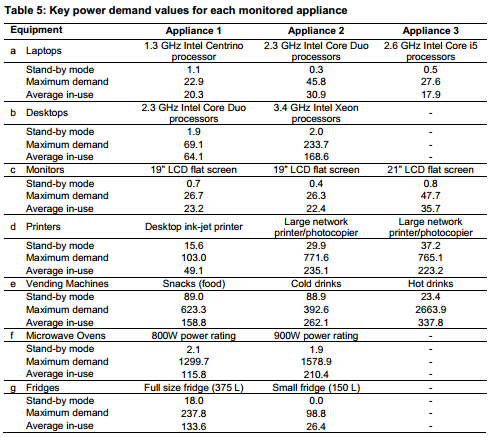 Table 5: Key power demand values for each monitored appliance
Equipment Appliance 1 Appliance 2 Appliance 3
a Laptops 1.3 GHz Intel Centrino processor 2.3 GHz Intel Core Duo processors 2.6 GHz Intel Core i5 processors
Stand-by mode 1.1 0.3 0.5
Maximum demand 22.9 45.8 27.6
Average in-use 20.3 30.9 17.9
b Desktops 2.3 GHz Intel Core Duo processors 3.4 GHz Intel Xeon processors -
Stand-by mode 1.9 2.0 -
Maximum demand 69.1 233.7 -
Average in-use 64.1 168.6 -
c Monitors 19" LCD flat screen 19" LCD flat screen 21" LCD flat screen
Stand-by mode 0.7 0.4 0.8
Maximum demand 26.7 26.3 47.7
Average in-use 23.2 22.4 35.7
d Printers Desktop ink-jet printer Large network printer/photocopier Large network printer/photocopier
Stand-by mode 15.6 29.9 37.2
Maximum demand 103.0 771.6 765.1
Average in-use 49.1 235.1 223.2
e Vending Machines Snacks (food) Cold drinks Hot drinks
Stand-by mode 89.0 88.9 23.4
Maximum demand 623.3 392.6 2663.9
Average in-use 158.8 262.1 337.8
f Microwave Ovens 800W power rating 900W power rating -
Stand-by mode 2.1 1.9 -
Maximum demand 1299.7 1578.9 -
Average in-use 115.8 210.4 -
g Fridges Full size fridge (375 L) Small fridge (150 L) -
Stand-by mode 18.0 0.0 -
Maximum demand 237.8 98.8 -
Average in-use 133.6 26.4 -